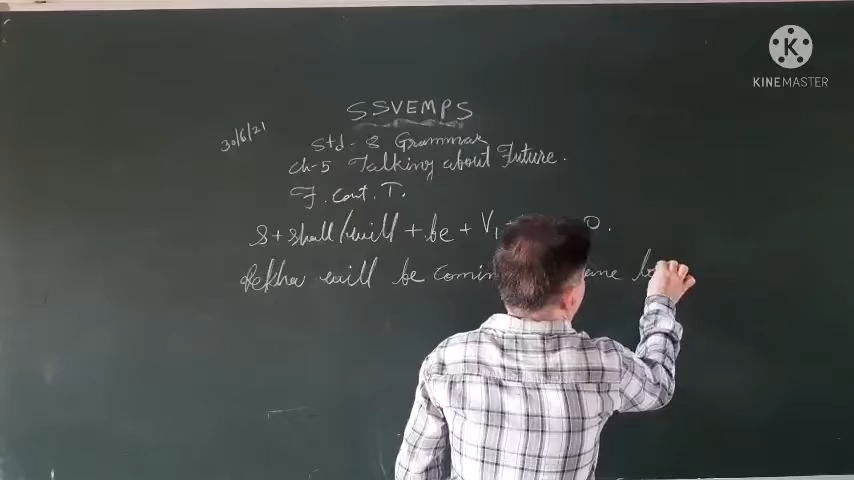 KINEMASTER
SSVEMPS
30/6/21
Std - 8 Grammar
Ch-5 Talking about Future.
F. Cont. T.
S + shall/will + be + V1 + O.
Rekha will be comin